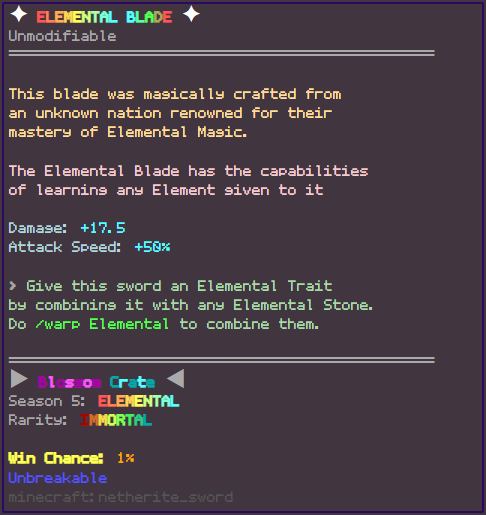 ✦ ELEMENTAL BLADE ✦
Unmodifiable
This blade was magically crafted from
an unknown nation renowned for their
mastery of Elemental Magic.
The Elemental Blade has the capabilities
of learning any Element given to it
Damage: +17.5
Attack Speed: +50%
> Give this sword an Elemental Trait
by combining it with any Elemental Stone.
Do /warp Elemental to combine them.
▶ Blossom Crate ◀
Season 5: ELEMENTAL
Rarity: IMMORTAL
Win Chance: 1%
Unbreakable
minecraft:netherite_sword